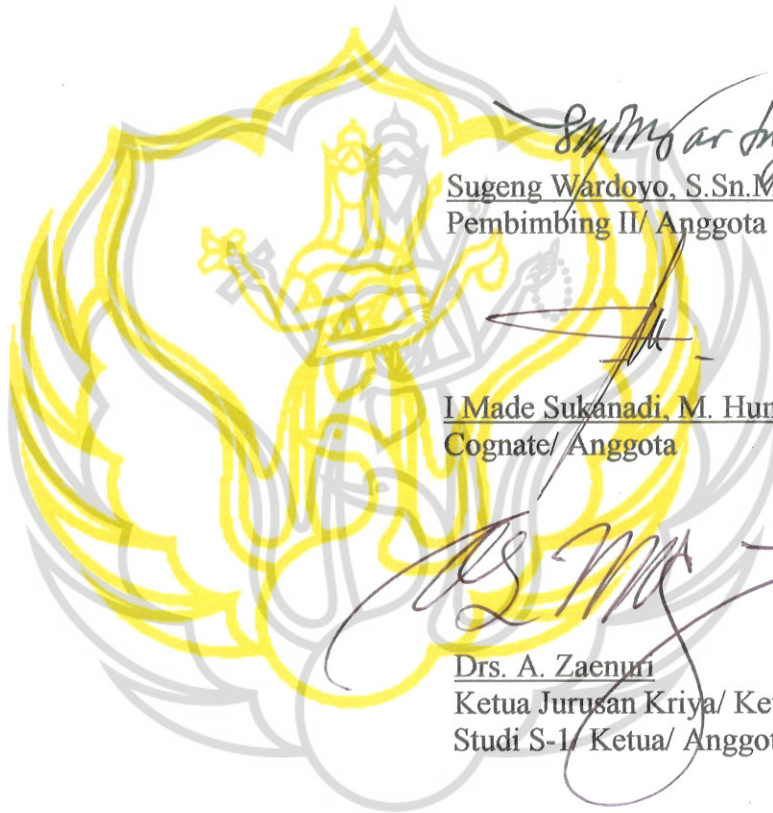 Sugeng Wardoyo, S.Sn.M
Pembimbing II/ Anggota
I Made Sukanadi, M. Hum
Cognate/ Anggota
Drs. A. Zaenuri
Ketua Jurusan Kriya/ Ke
Studi S-1/ Ketua/ Anggot